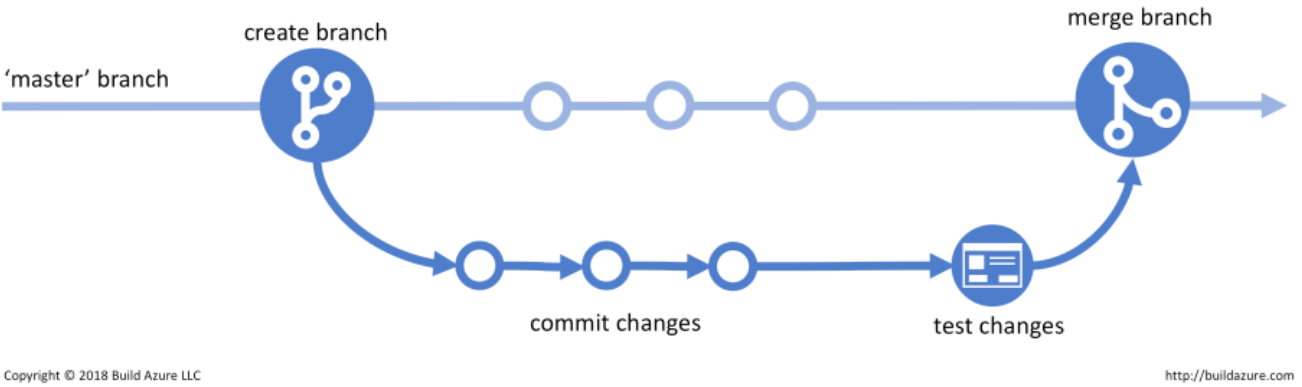 create branch
merge branch
‘master’ branch
commit changes
test changes
Copyright © 2018 Build Azure LLC
http://buildazure.com